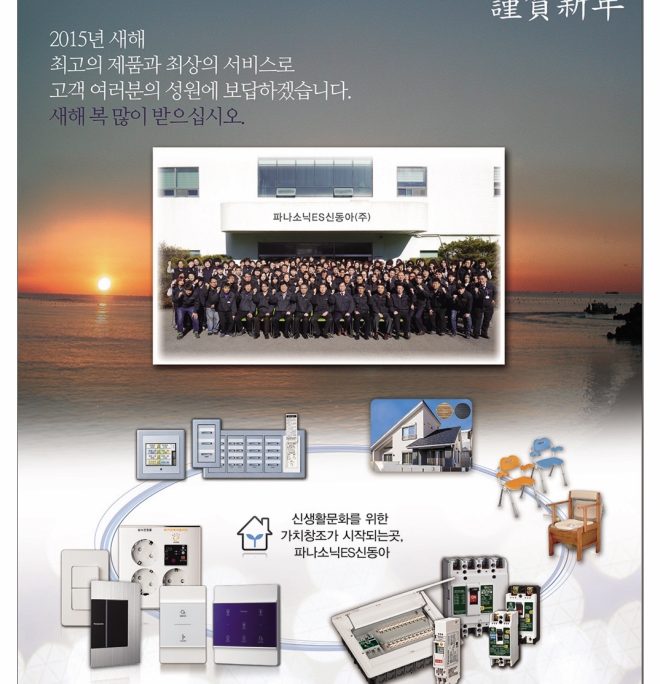 謹賀新年
2015년 새해
최고의 제품과 최상의 서비스로
고객 여러분의 성원에 보답하겠습니다.
새해 복 많이 받으십시오.
파나소닉ES신동아(주)
신생활문화를 위한
가치창조가 시작되는곳,
파나소닉ES신동아